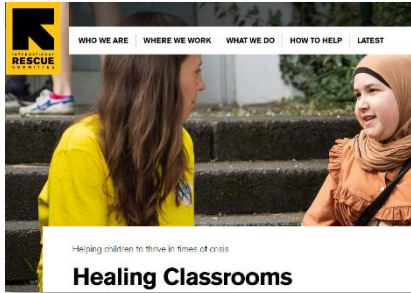 INTERNATIONAL
RESCUE
COMMITTEE
WHO WE ARE
WHERE WE WORK
WHAT WE DO
HOW TO HELP
LATEST
Helping children to thrive in times of crisis
Healing Classrooms